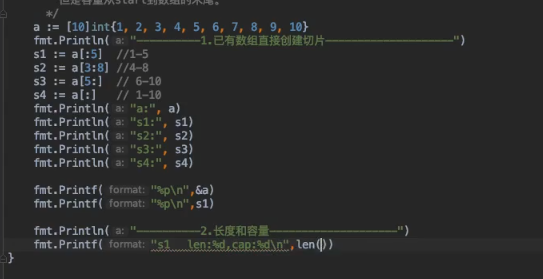 但是容量从start到数组的末尾。
*/
a := [10]int{1, 2, 3, 4, 5, 6, 7, 8, 9, 10}
fmt.Println( a: "----------1.已有数组直接创建切片--------------------")
s1 := a[:5] //1-5
s2 := a[3:8] //4-8
s3 := a[5:] // 6-10
s4 := a[:] // 1-10
fmt.Println( a: "a:", a)
fmt.Println( a: "s1:", s1)
fmt.Println( a: "s2:", s2)
fmt.Println( a: "s3:", s3)
fmt.Println( a: "s4:", s4)
fmt.Printf( format: "%p\n",&a)
fmt.Printf( format: "%p\n",s1)
fmt.Println( a: "----------2.长度和容量--------------------")
fmt.Printf( format: "s1 len:%d,cap:%d\n",len())
}